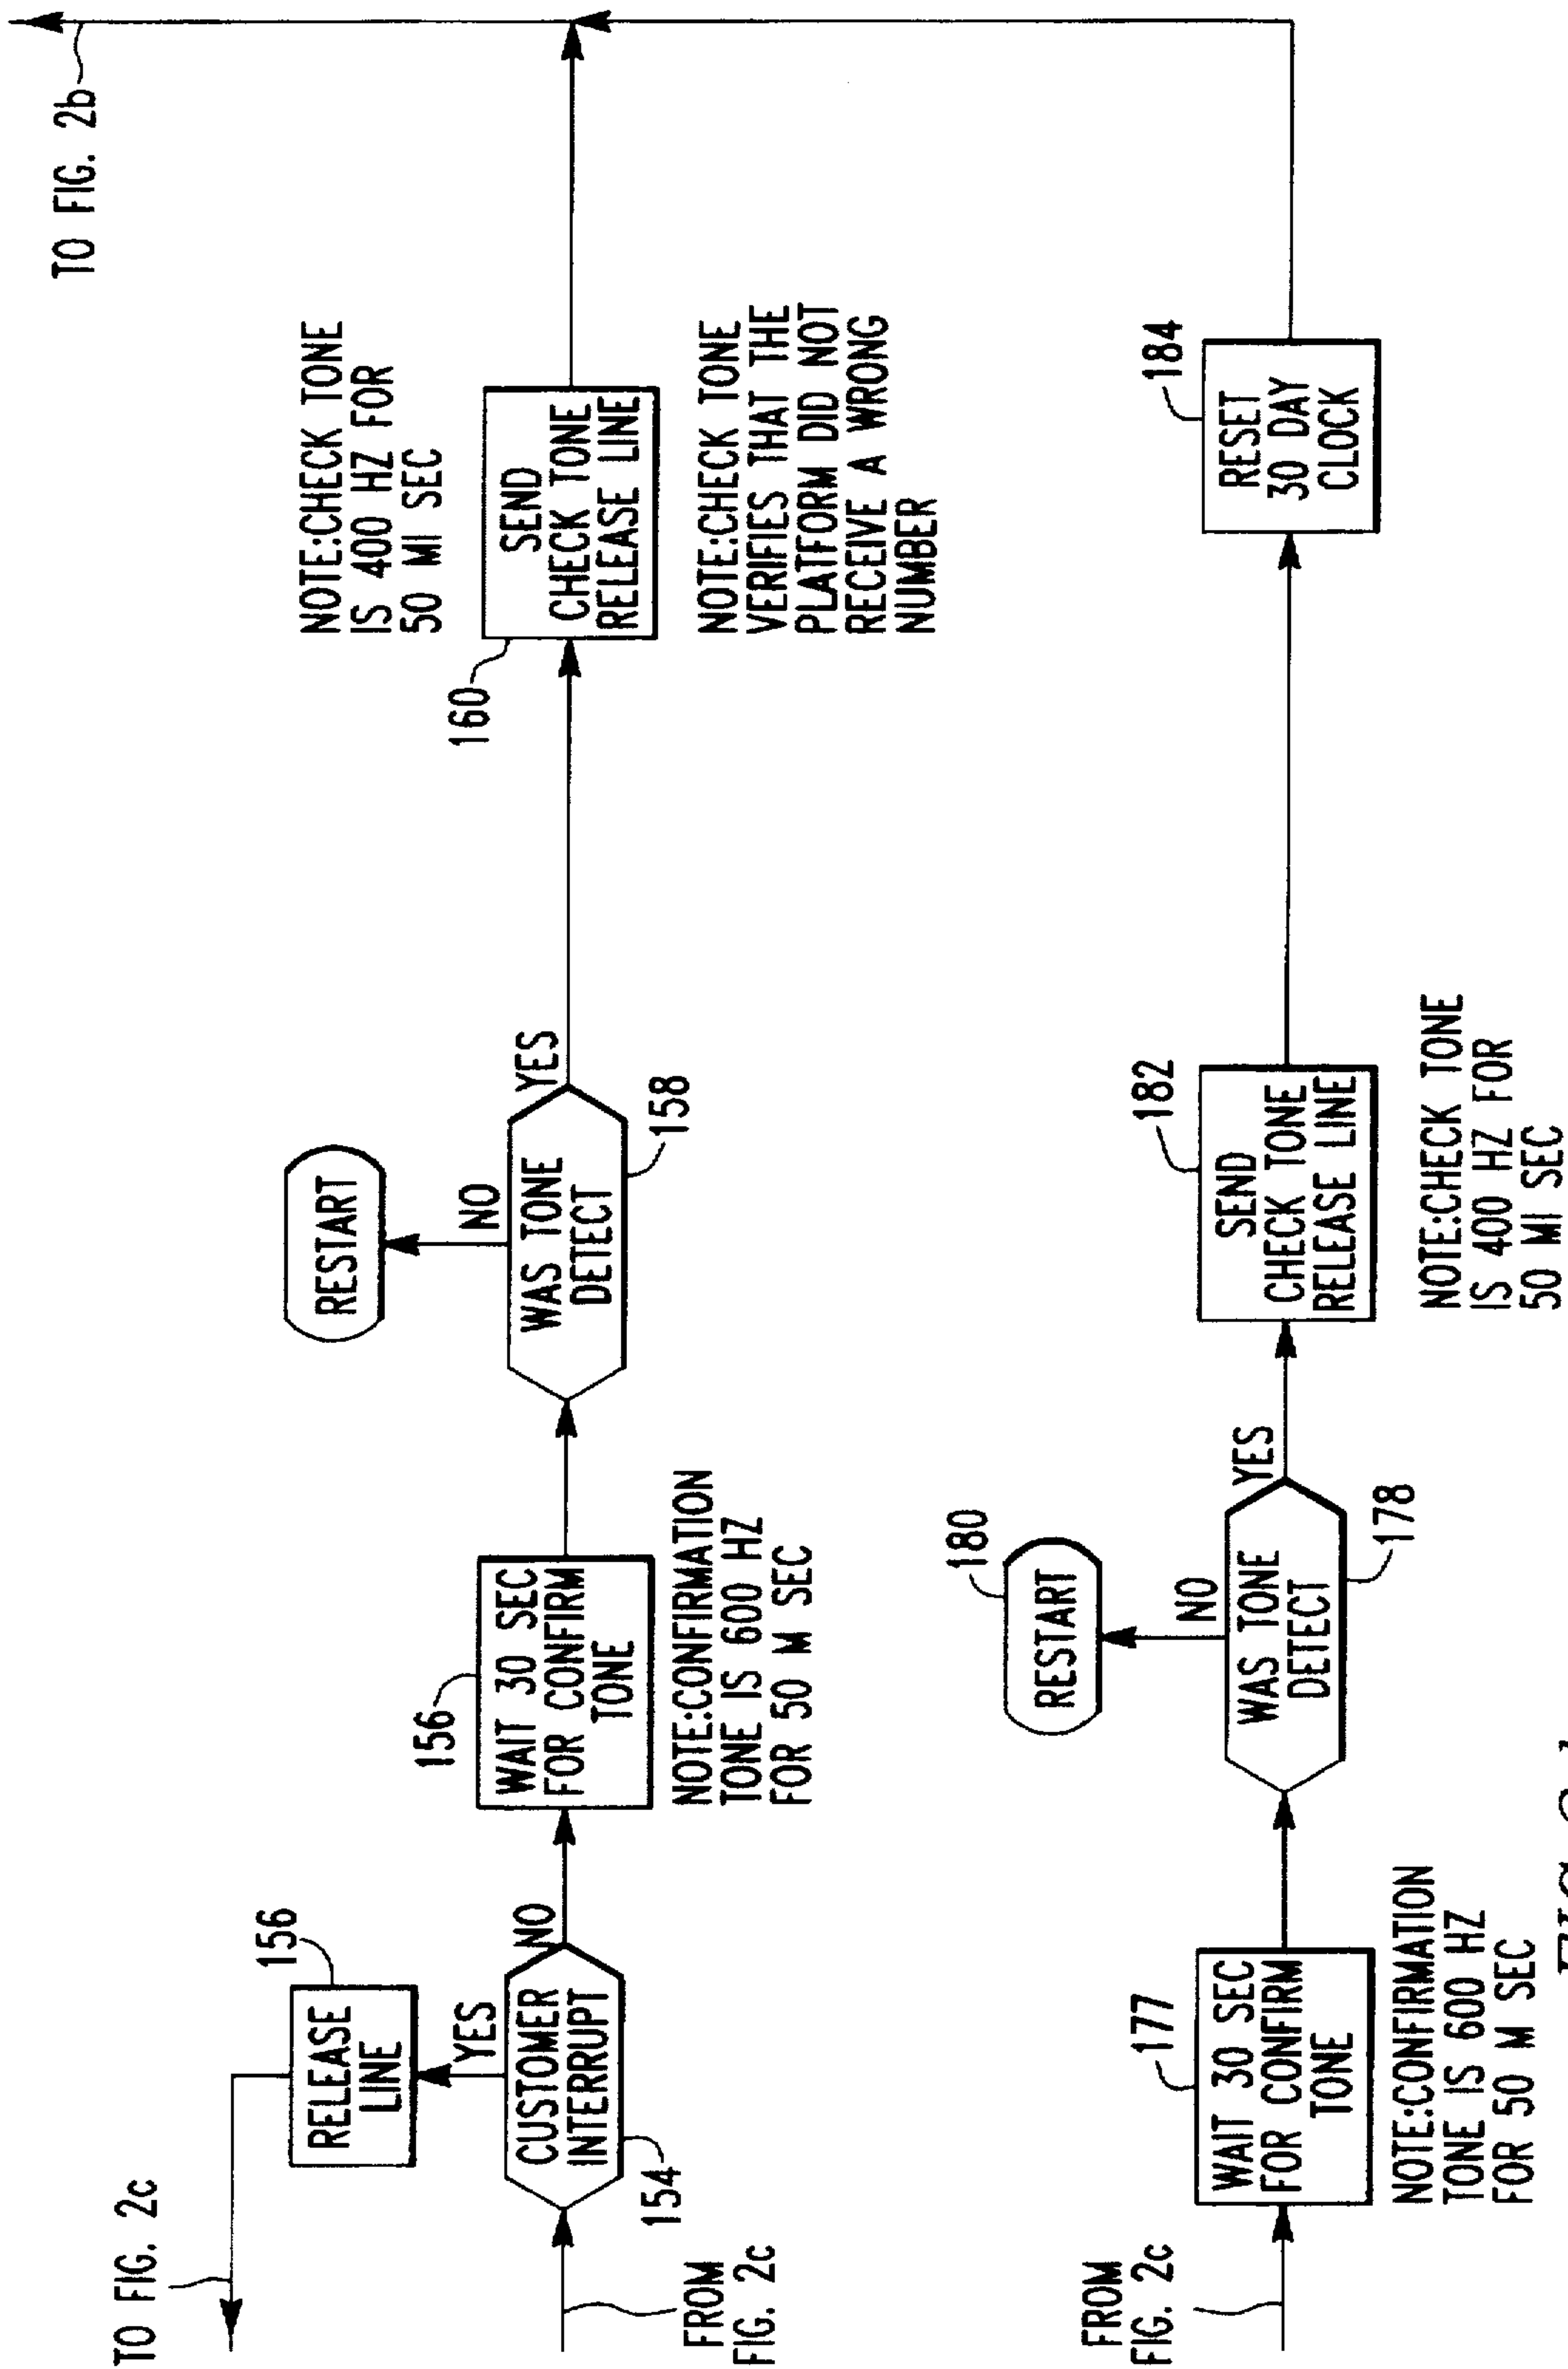 TO FIG. 2c
FROM
FIG. 2c
154
CUSTOMER
INTERRUPT
YES
NO
RELEASE
LINE
156
156
WAIT 30 SEC
FOR CONFIRM
TONE
NOTE:CONFIRMATION
TONE IS 600 HZ
FOR 50 M SEC
WAS TONE
DETECT
158
NO
YES
RESTART
160
SEND
CHECK TONE
RELEASE LINE
NOTE:CHECK TONE
IS 400 HZ FOR
50 MI SEC
NOTE:CHECK TONE
VERIFIES THAT THE
PLATFORM DID NOT
RECEIVE A WRONG
NUMBER
TO FIG. 2b
FROM
FIG. 2c
177
WAIT 30 SEC
FOR CONFIRM
TONE
NOTE:CONFIRMATION
TONE IS 600 HZ
FOR 50 M SEC
WAS TONE
DETECT
178
NO
YES
RESTART
180
182
SEND
CHECK TONE
RELEASE LINE
NOTE:CHECK TONE
IS 400 HZ FOR
50 MI SEC
184
RESET
30 DAY
CLOCK